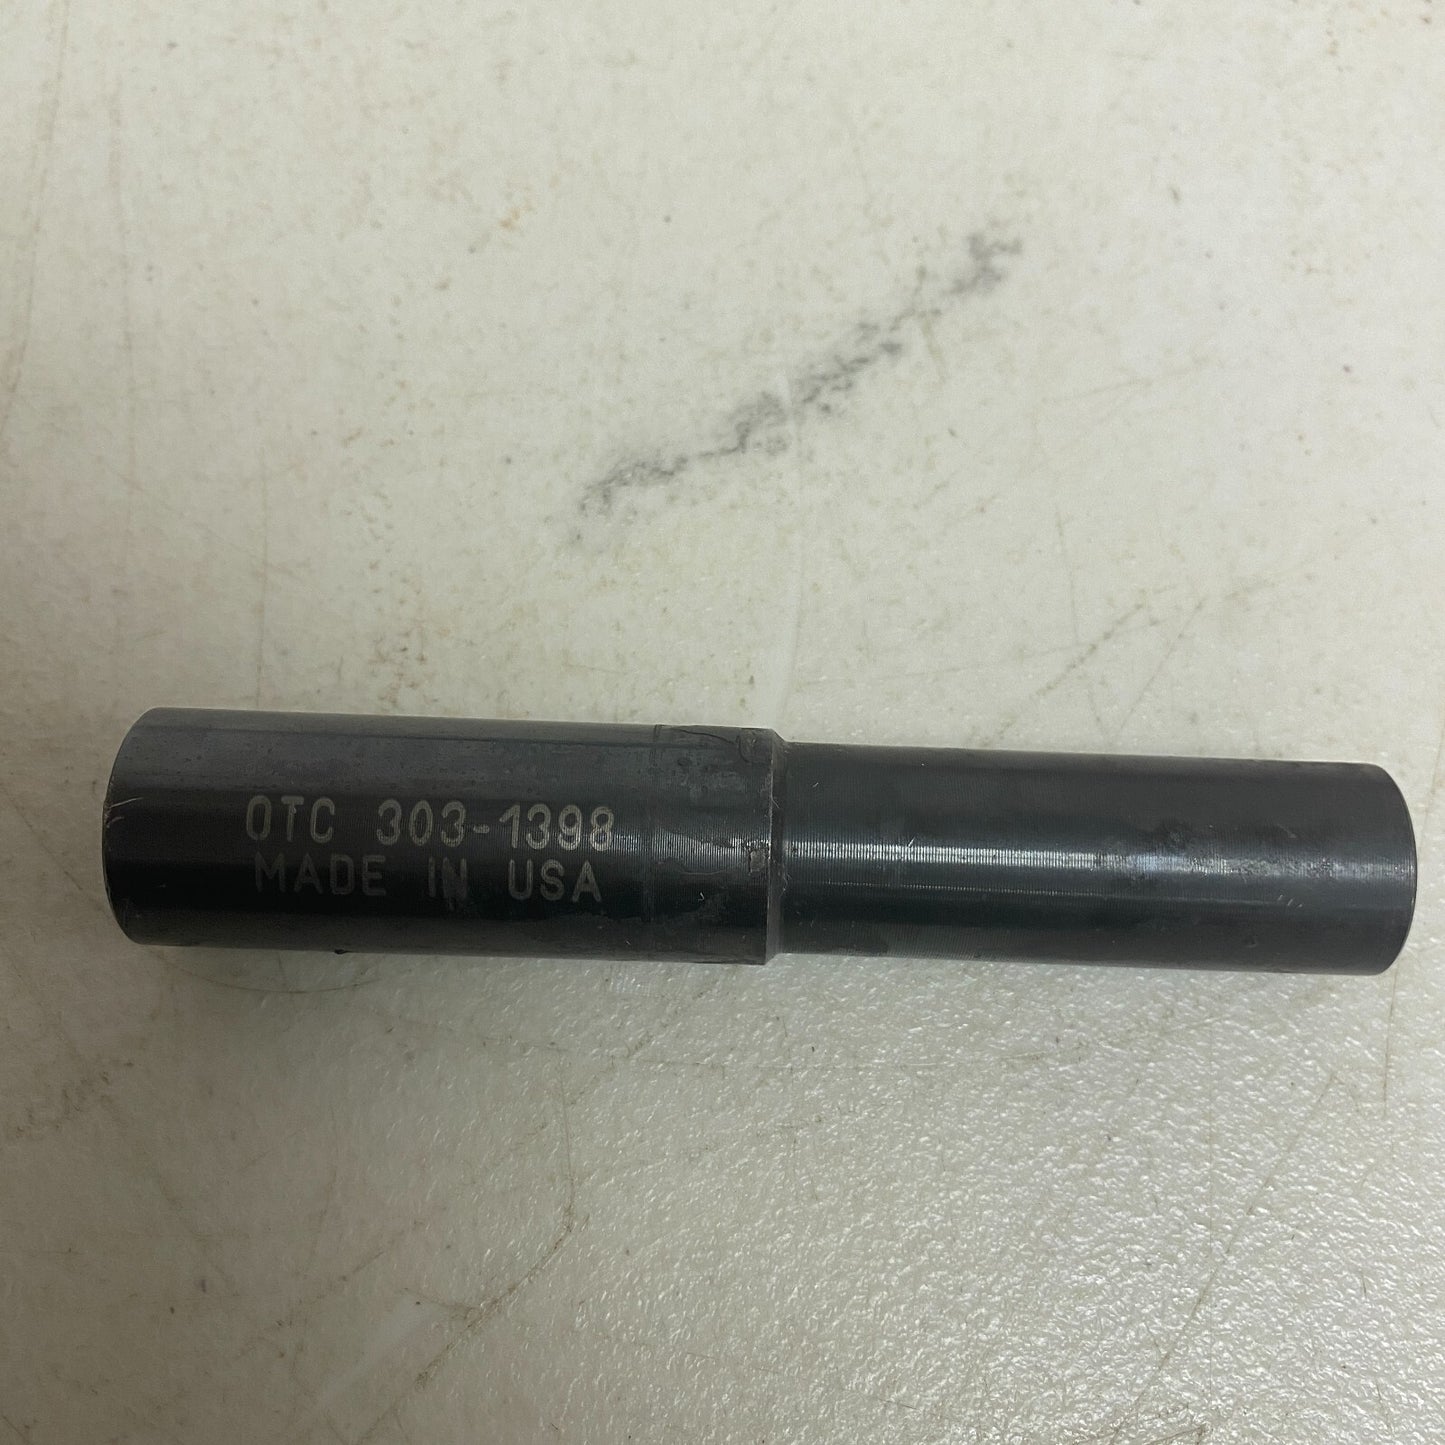 OTC 303-1398
MADE IN USA